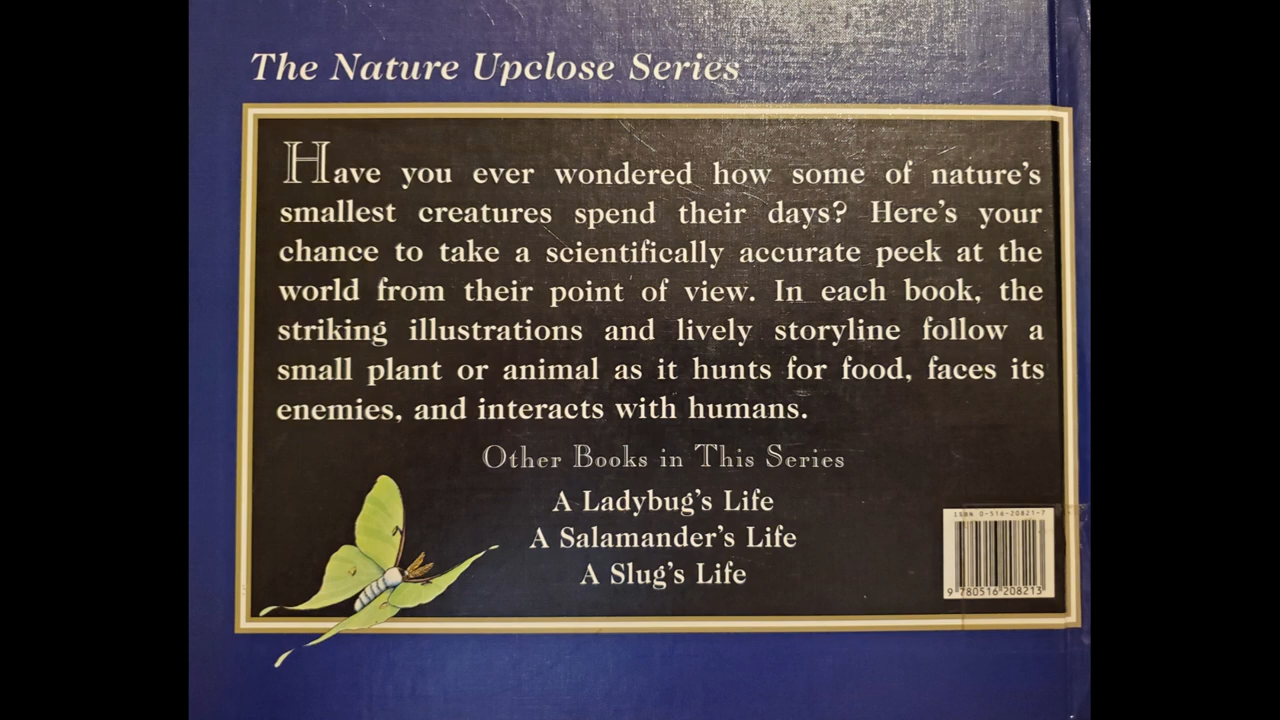 The Nature Upclose Series
Have you ever wondered how some of nature's
smallest creatures spend their days? Here's your
chance to take a scientifically accurate peek at the
world from their point of view. In each book, the
striking illustrations and lively storyline follow a
small plant or animal as it hunts for food, faces its
enemies, and interacts with humans.
Other Books in This Series
A Ladybug's Life
A Salamander's Life
A Slug's Life
ISBN 0-516-20821-7
9 780516 208213